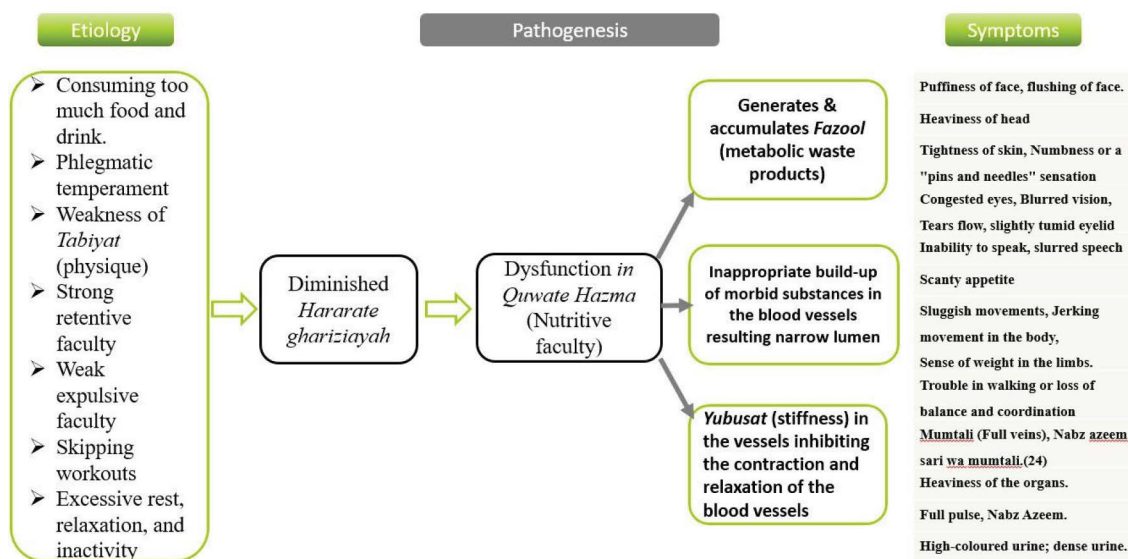 Etiology
Pathogenesis
Symptoms
➢ Consuming too
much food and
drink.
➢ Phlegmatic
temperament
➢ Weakness of
Tabiyat
(physique)
➢ Strong
retentive
faculty
➢ Weak
expulsive
faculty
➢ Skipping
workouts
➢ Excessive rest,
relaxation, and
inactivity
Diminished
Hararate
ghariziayah
Dysfunction in
Quwate Hazma
(Nutritive
faculty)
Generates &
accumulates Fazool
(metabolic waste
products)
Inappropriate build-up
of morbid substances in
the blood vessels
resulting narrow lumen
Yubusat (stiffness) in
the vessels inhibiting
the contraction and
relaxation of the
blood vessels
Puffiness of face, flushing of face.
Heaviness of head
Tightness of skin, Numbness or a
"pins and needles" sensation
Congested eyes, Blurred vision,
Tears flow, slightly tumid eyelid
Inability to speak, slurred speech
Scanty appetite
Sluggish movements, Jerking
movement in the body,
Sense of weight in the limbs.
Trouble in walking or loss of
balance and coordination
Mumtali (Full veins), Nabz azeem
sari wa mumtali.(24)
Heaviness of the organs.
Full pulse, Nabz Azeem.
High-coloured urine; dense urine.